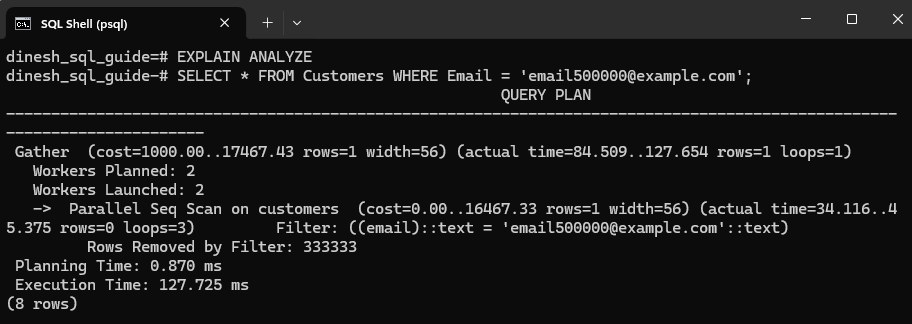 SQL Shell (psql)
dinesh_sql_guide=# EXPLAIN ANALYZE
dinesh_sql_guide-# SELECT * FROM Customers WHERE Email = 'email500000@example.com';
QUERY PLAN
---------------------------------------------------------------------------------------------------
----------------------
Gather  (cost=1000.00..17467.43 rows=1 width=56) (actual time=84.509..127.654 rows=1 loops=1)
Workers Planned: 2
Workers Launched: 2
->  Parallel Seq Scan on customers  (cost=0.00..16467.33 rows=1 width=56) (actual time=34.116..4
5.375 rows=0 loops=3)         Filter: ((email)::text = 'email500000@example.com'::text)
Rows Removed by Filter: 333333
Planning Time: 0.870 ms
Execution Time: 127.725 ms
(8 rows)